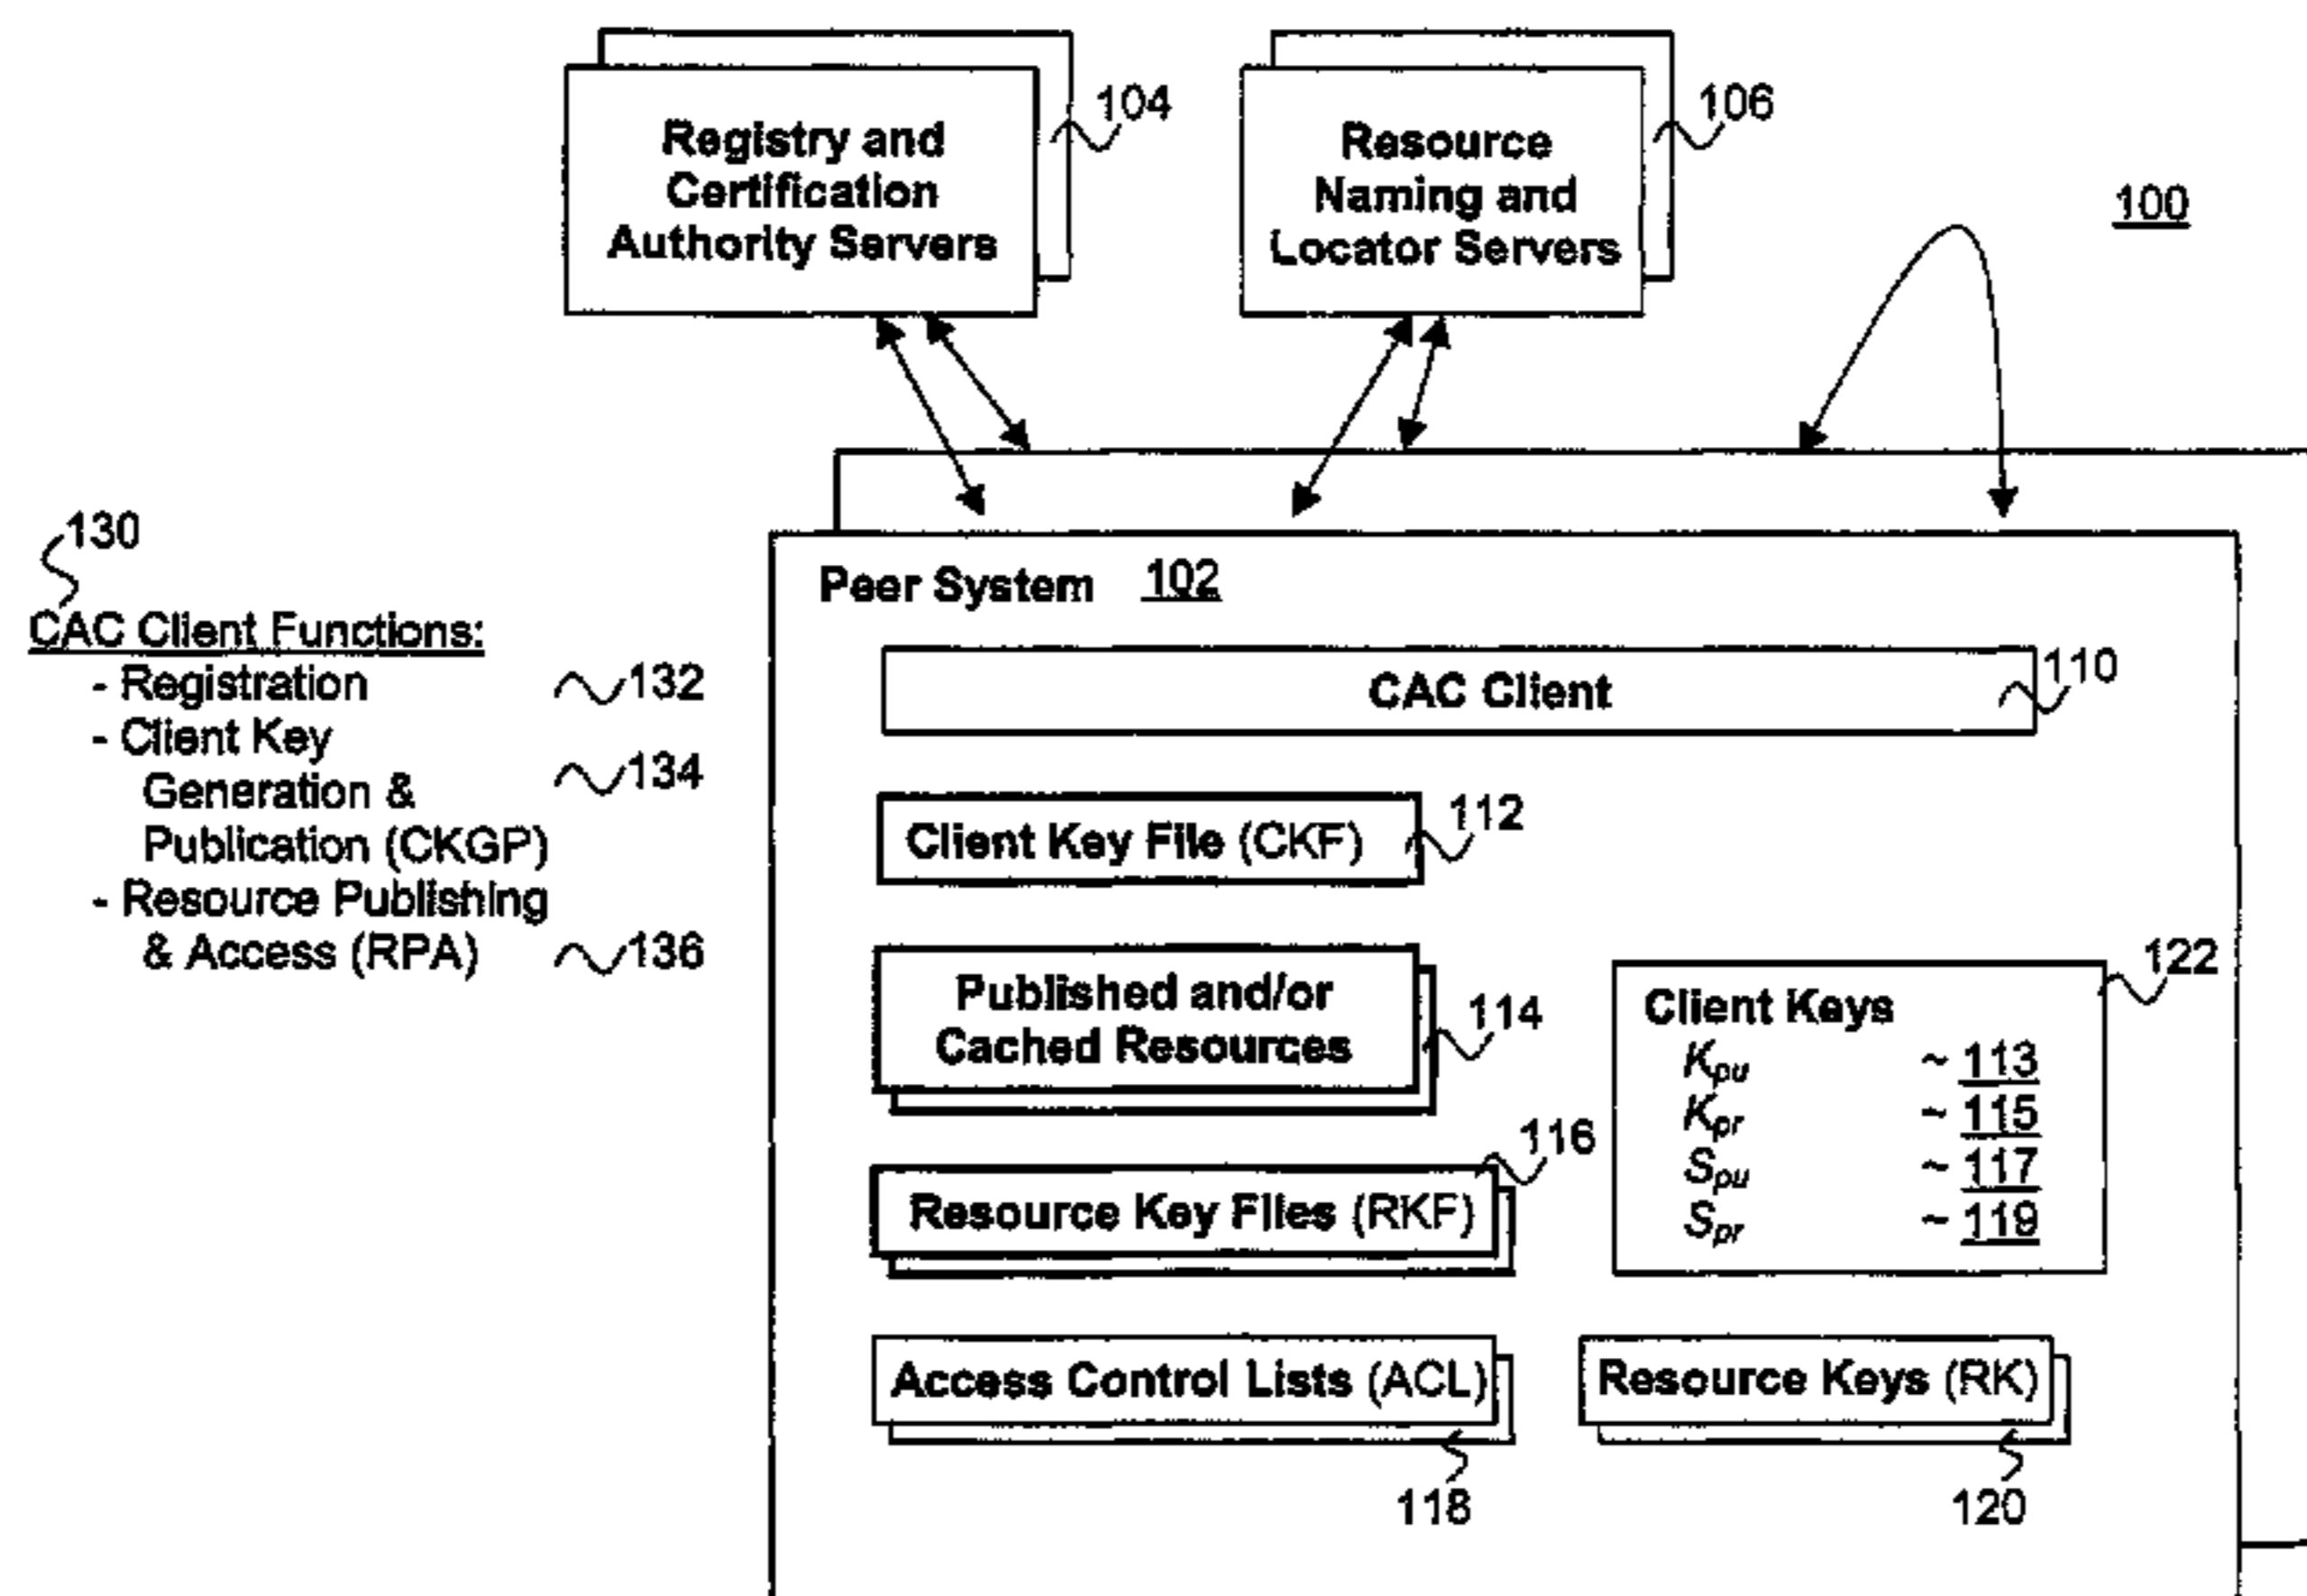 Registry and
Certification
Authority Servers
104
Resource
Naming and
Locator Servers
106
100
130
CAC Client Functions:
- Registration 132
- Client Key
Generation & 134
Publication (CKGP)
- Resource Publishing
& Access (RPA) 136
Peer System 102
CAC Client
110
Client Key File (CKF)
112
Published and/or
Cached Resources
114
Resource Key Files (RKF)
116
Client Keys
122
Kpu ~ 113
Kpr ~ 115
Spu ~ 117
Spr ~ 119
Access Control Lists (ACL)
118
Resource Keys (RK)
120